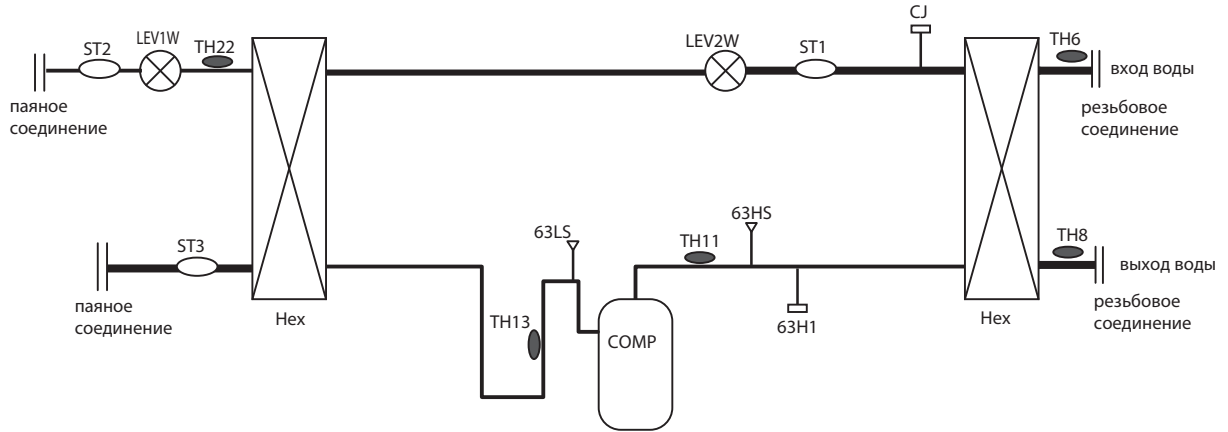 CJ
LEV1W
ST2
TH22
LEV2W
ST1
TH6
вход воды
паяное
соединение
резьбовое
соединение
63LS
63HS
ST3
TH11
TH8
выход воды
паяное
соединение
Hex
TH13
COMP
63H1
Hex
резьбовое
соединение